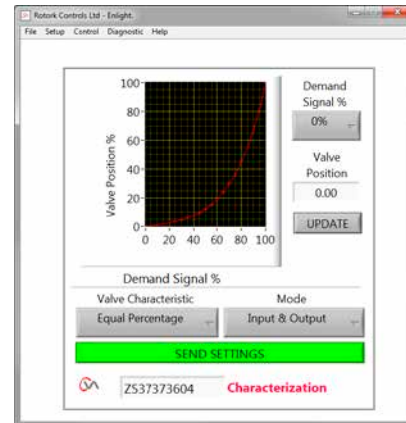 Rotork Controls Ltd - Enlight.
File Setup Control Diagnostic Help
100
80
60
40
20
0
Valve Position %
0 20 40 60 80 100
Demand Signal %
Demand
Signal %
0%
Valve
Position
0.00
UPDATE
Valve Characteristic
Equal Percentage
Mode
Input & Output
SEND SETTINGS
ZS37373604
Characterization